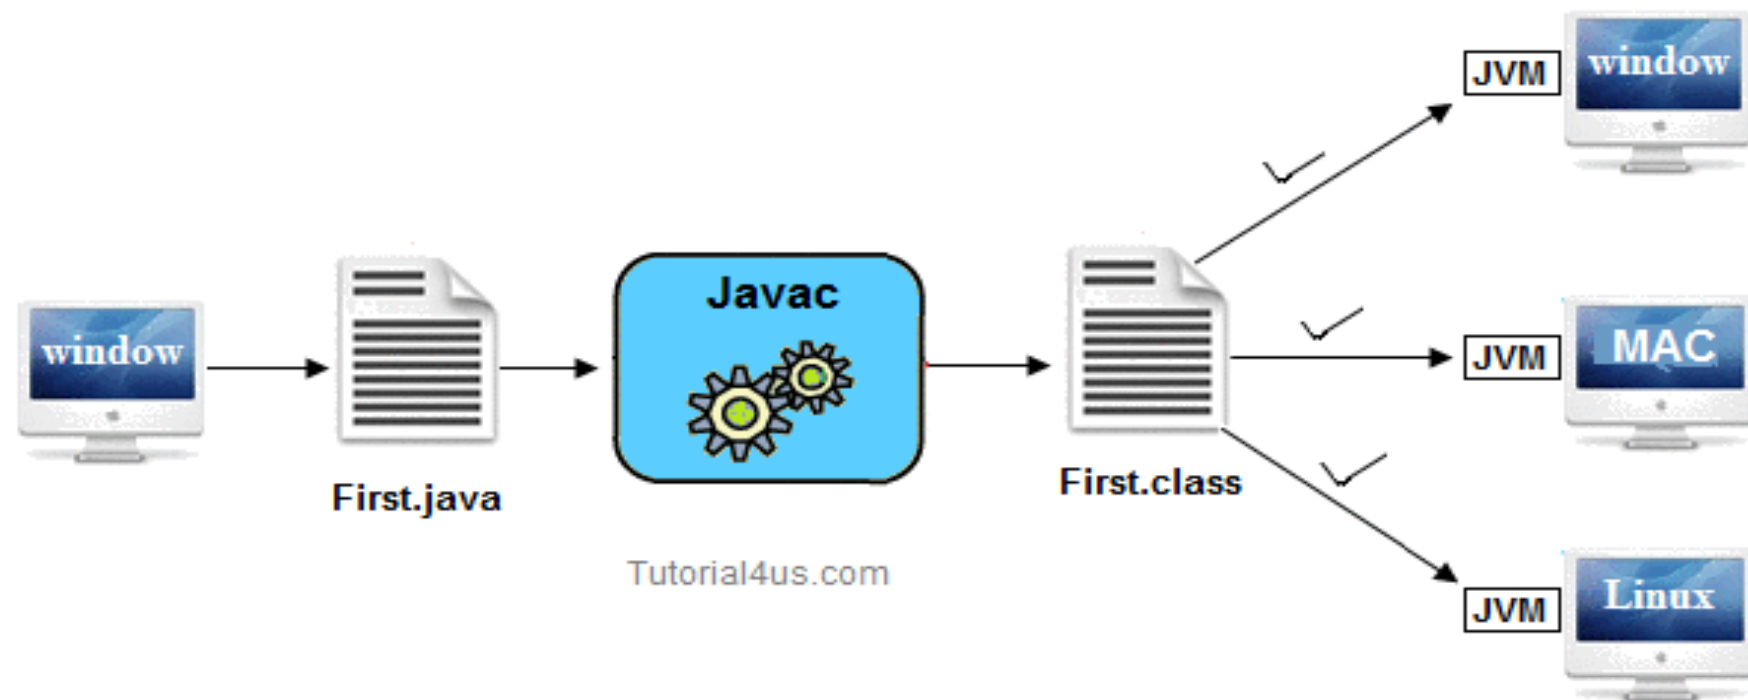 window
First.java
Javac
Tutorial4us.com
First.class
JVM
window
JVM
MAC
JVM
Linux